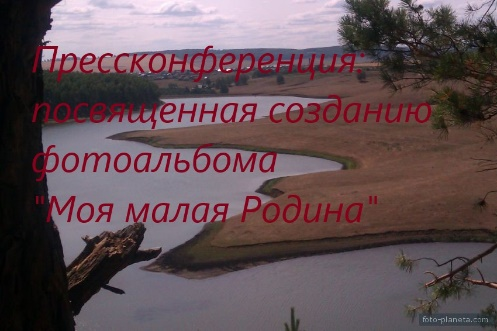 Прессконференция:
посвященная созданию
фотоальбома
"Моя малая Родина"
foto-planeta.com